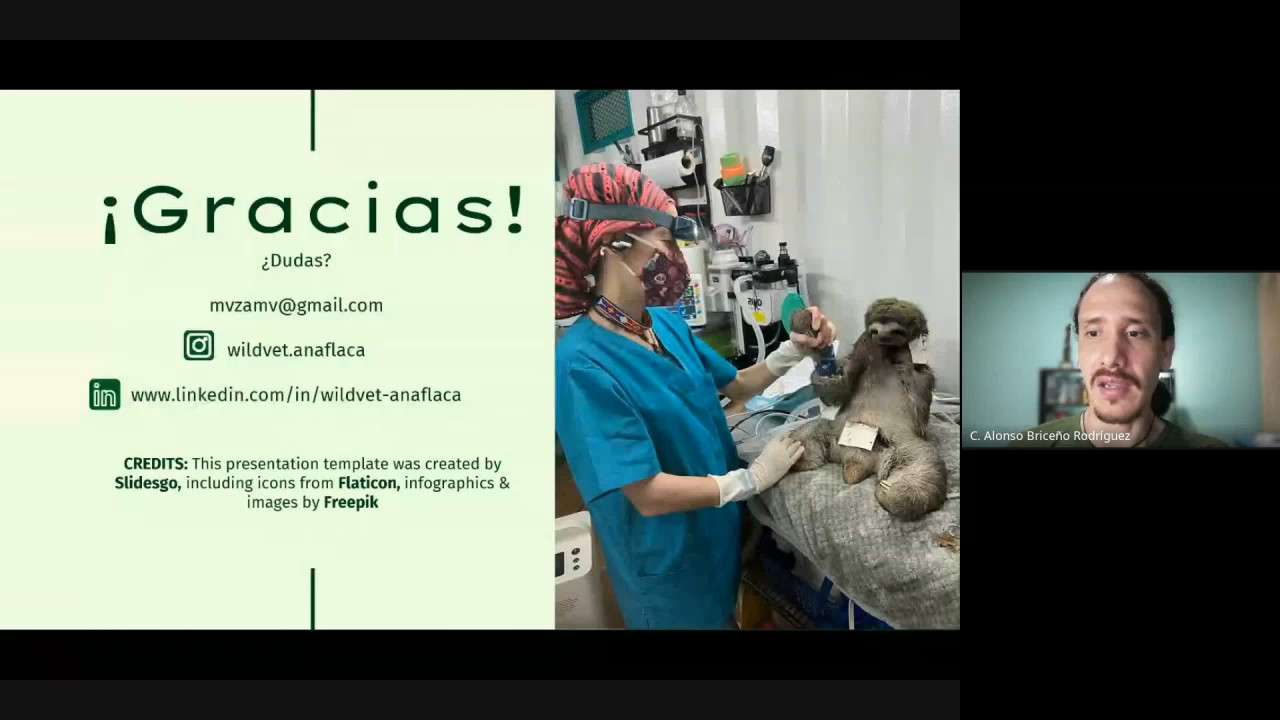 ¡Gracias!
¿Dudas?
mvzamv@gmail.com
wildvet.anaflaca
in www.linkedin.com/in/wildvet-anaflaca
CREDITS: This presentation template was created by
Slidesgo, including icons from Flaticon, infographics &
images by Freepik
C. Alonso Briceño Rodríguez